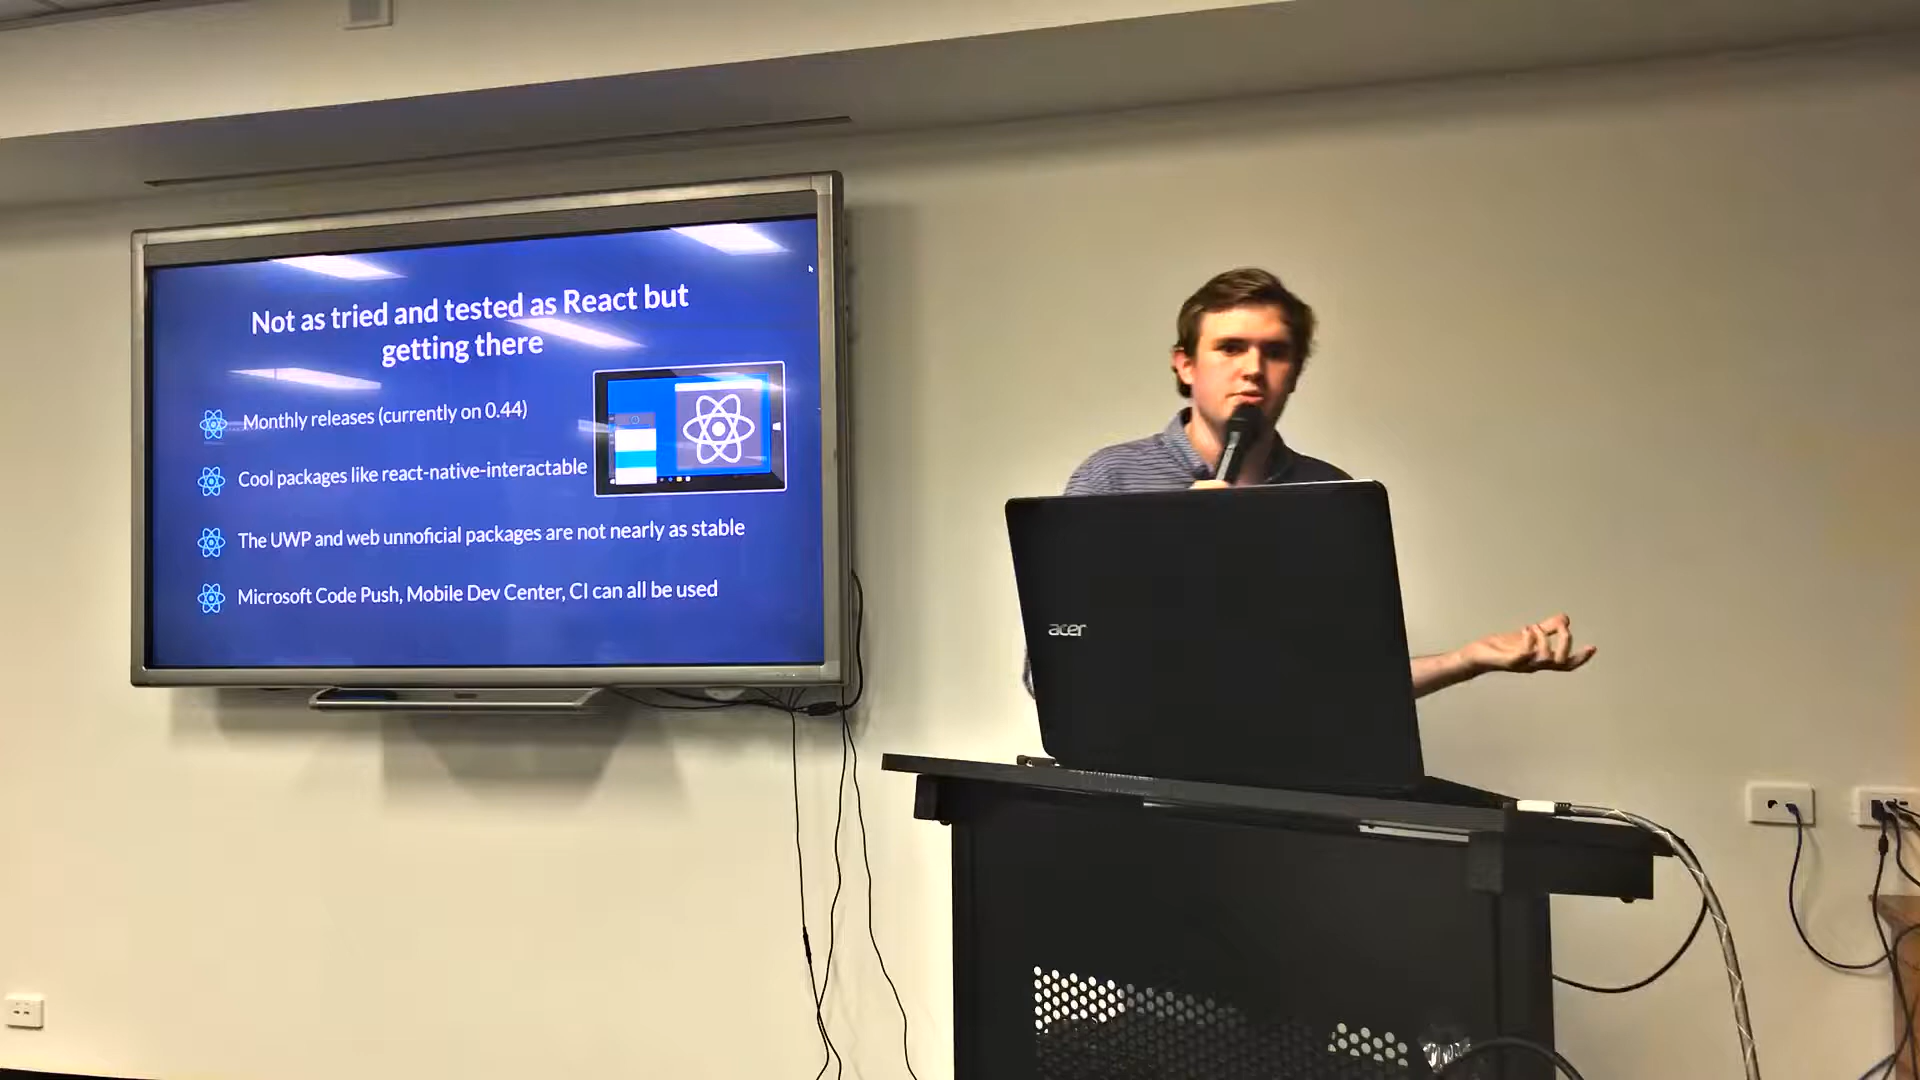 Not as tried and tested as React but
getting there
Monthly releases (currently on 0.44)
Cool packages like react-native-interactable
The UWP and web unnoficial packages are not nearly as stable
Microsoft Code Push, Mobile Dev Center, CI can all be used
acer